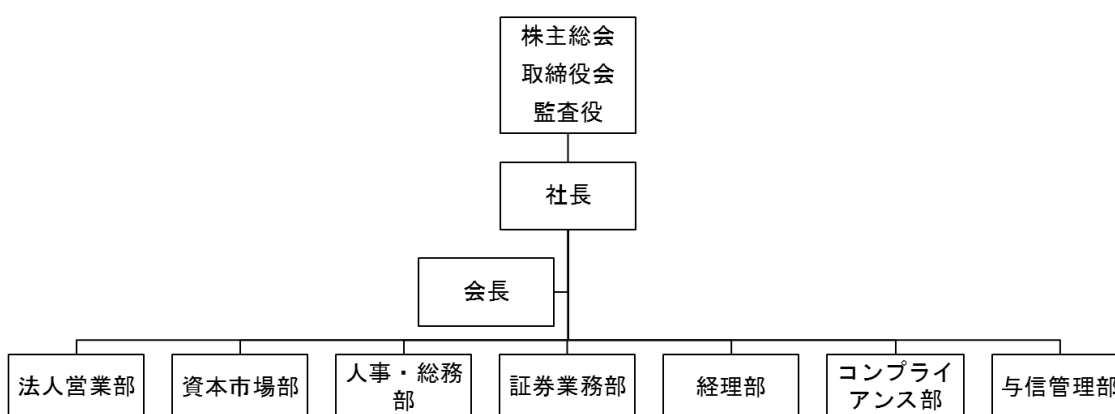 株主総会
取締役会
監査役
社長
会長
法人営業部
資本市場部
人事・総務
部
証券業務部
経理部
コンプライ
アンス部
与信管理部